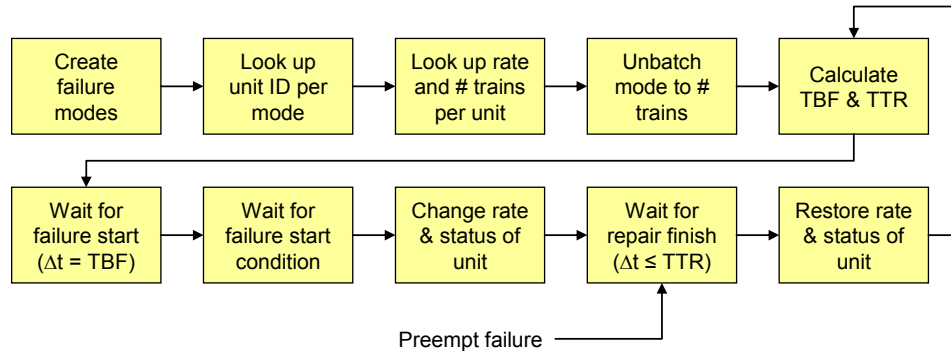 Create
failure
modes
Look up
unit ID per
mode
Look up rate
and # trains
per unit
Unbatch
mode to #
trains
Calculate
TBF & TTR
Wait for
failure start
(Δt = TBF)
Wait for
failure start
condition
Change rate
& status of
unit
Wait for
repair finish
(Δt ≤ TTR)
Restore rate
& status of
unit
Preempt failure